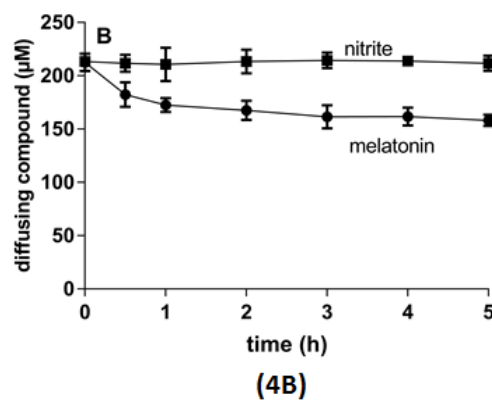 B
250
200
150
100
50
0
nitrite
melatonin
diffusing compound (µM)
0 1 2 3 4 5
time (h)
(4B)